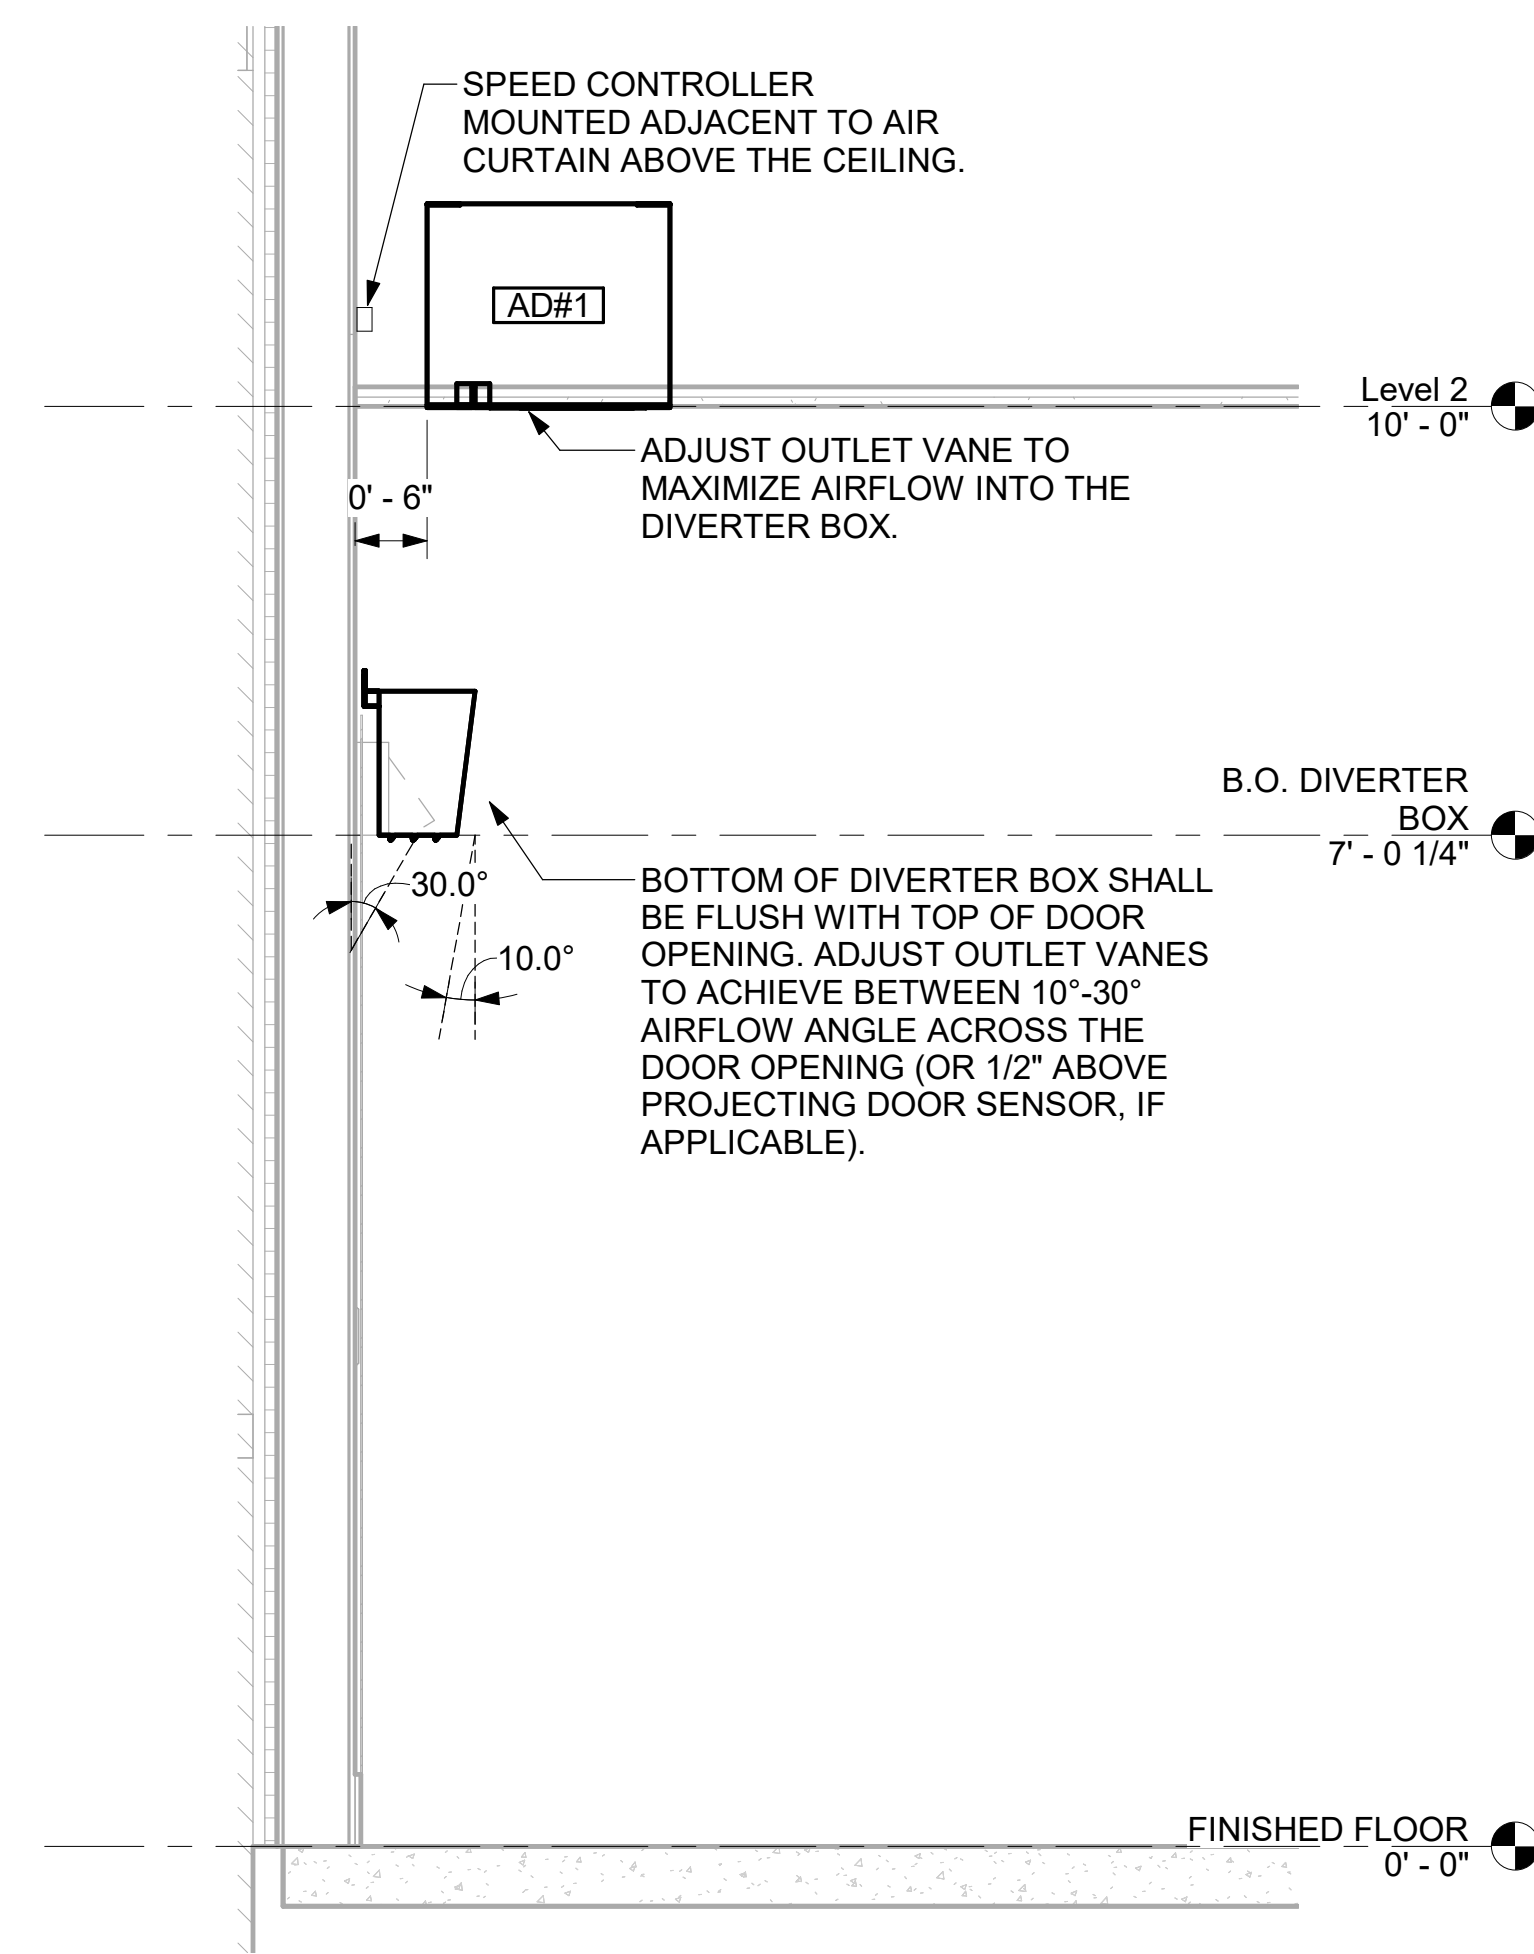 SPEED CONTROLLER
MOUNTED ADJACENT TO AIR
CURTAIN ABOVE THE CEILING.
AD#1
Level 2
10' - 0"
ADJUST OUTLET VANE TO
MAXIMIZE AIRFLOW INTO THE
DIVERTER BOX.
0' - 6"
B.O. DIVERTER
BOX
7' - 0 1/4"
30.0°
10.0°
BOTTOM OF DIVERTER BOX SHALL
BE FLUSH WITH TOP OF DOOR
OPENING. ADJUST OUTLET VANES
TO ACHIEVE BETWEEN 10°-30°
AIRFLOW ANGLE ACROSS THE
DOOR OPENING (OR 1/2" ABOVE
PROJECTING DOOR SENSOR, IF
APPLICABLE).
FINISHED FLOOR
0' - 0"